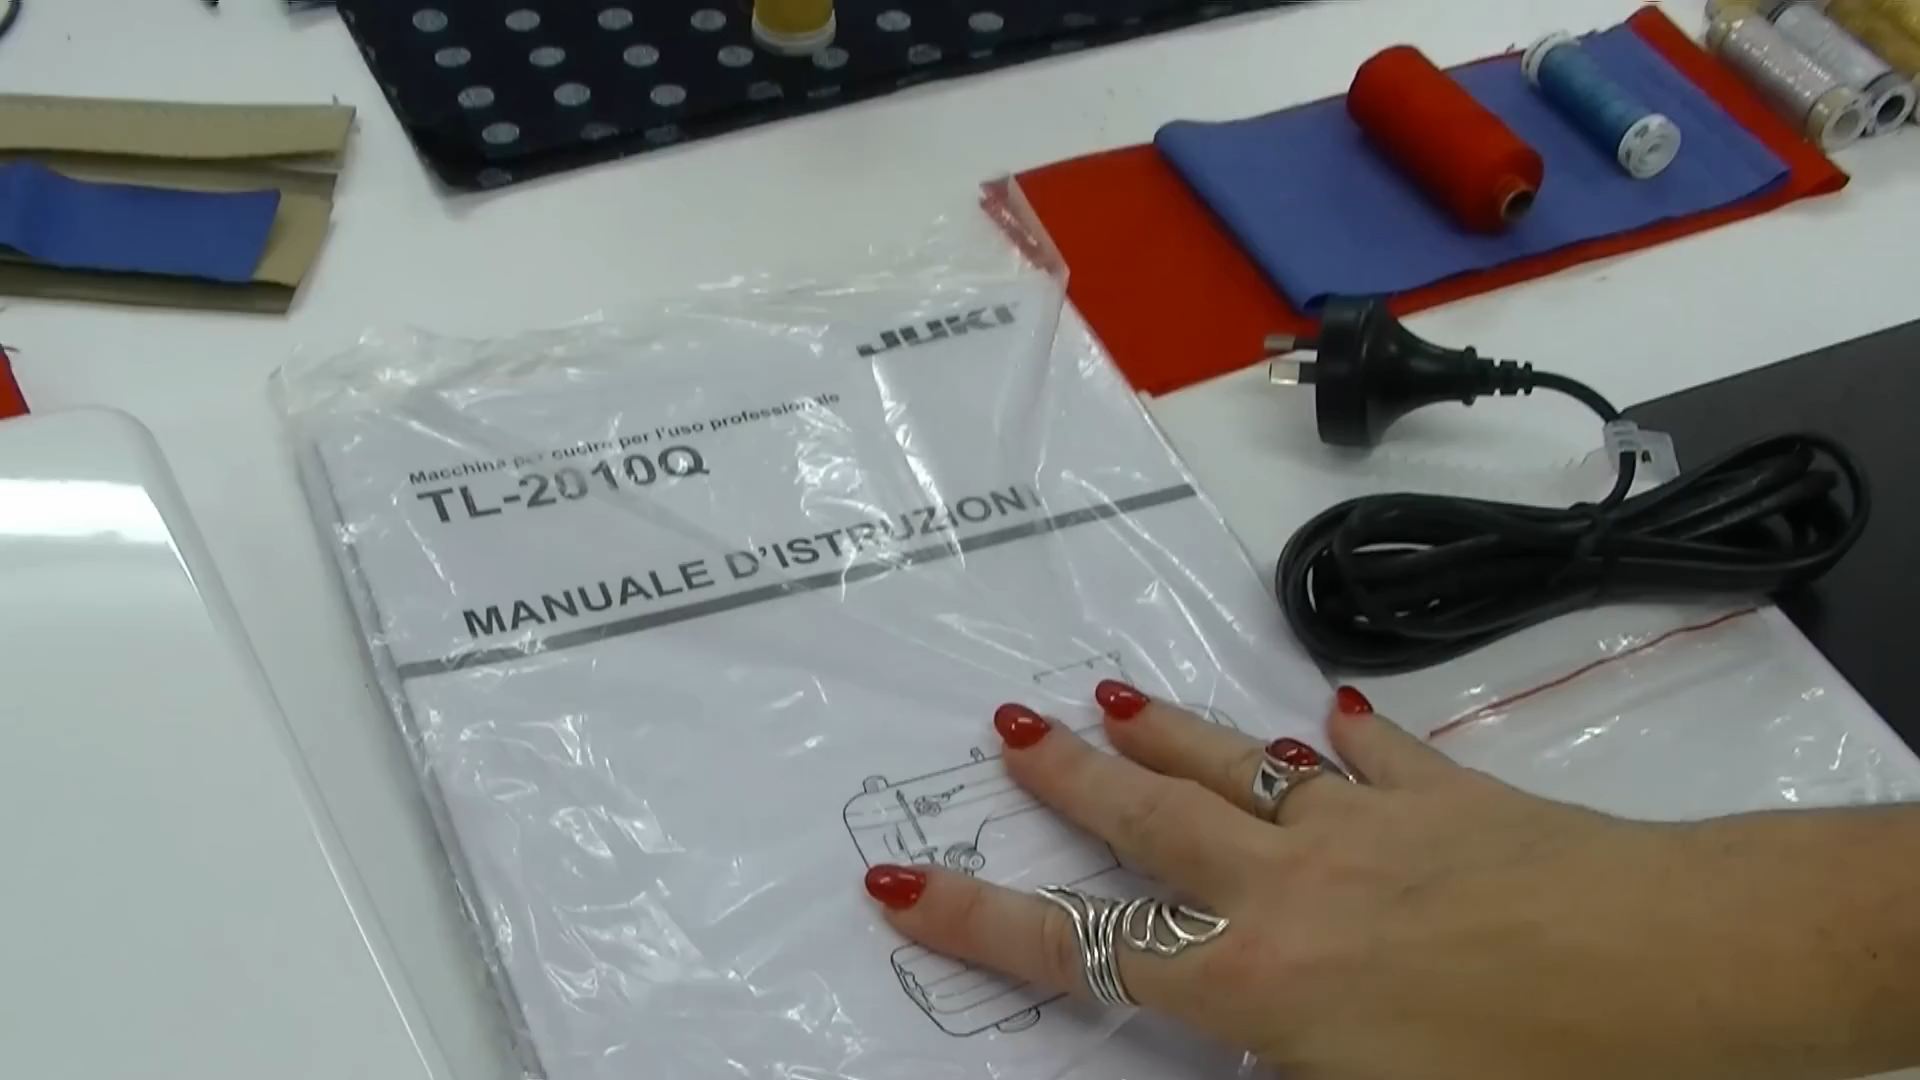 JUKI
Macchina per cucire per l'uso professionale
TL-2010Q
MANUALE D'ISTRUZIONI